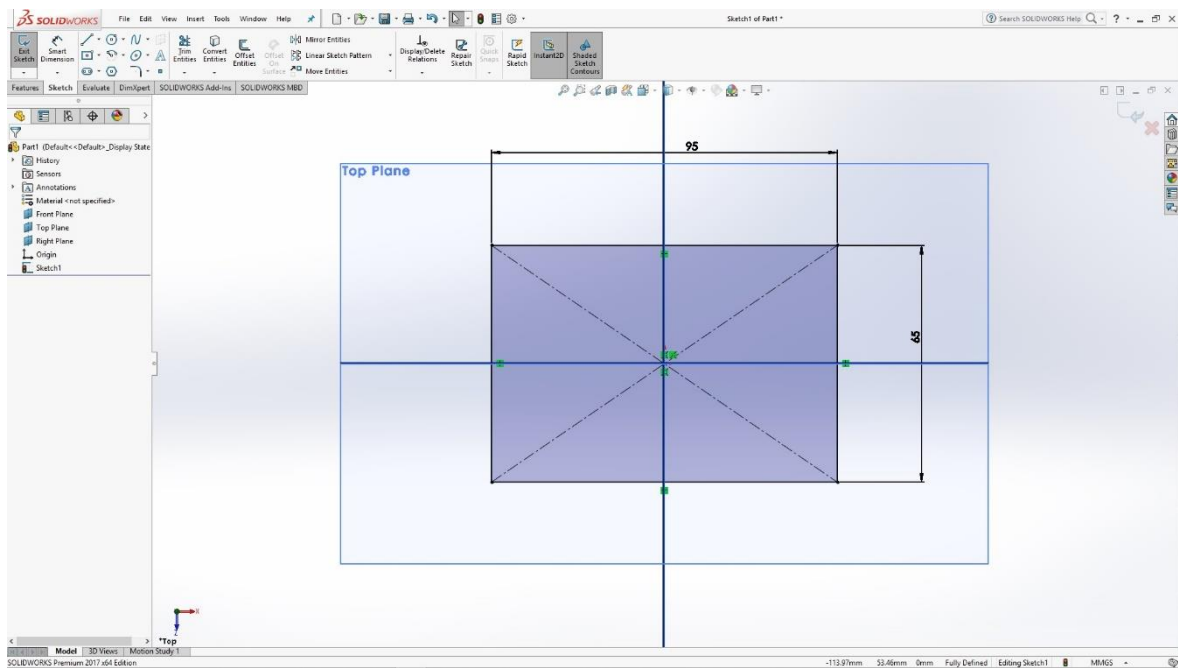 SOLIDWORKS File Edit View Insert Tools Window Help Sketch1 of Part1 * Search SOLIDWORKS Help
Exit Sketch
Smart Dimension
Trim Entities
Convert Entities
Offset Entities
Offset On Surface
Mirror Entities
Linear Sketch Pattern
Move Entities
Display/Delete Relations
Repair Sketch
Quick Snaps
Rapid Sketch
Instant2D
Shaded Sketch Contours
Features Sketch Evaluate DimXpert SOLIDWORKS Add-Ins SOLIDWORKS MBD
Part1 (Default<<Default>_Display State
History
Sensors
Annotations
Material <not specified>
Front Plane
Top Plane
Right Plane
Origin
Sketch1
95
Top Plane
65
X
Z
*Top
Model 3D Views Motion Study 1
SOLIDWORKS Premium 2017 x64 Edition -113.97mm 53.46mm 0mm Fully Defined Editing Sketch1 MMGS